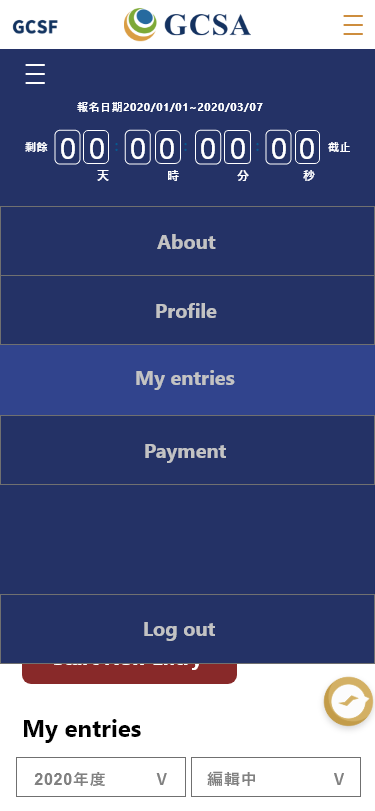 GCSF
GCSA
報名日期2020/01/01~2020/03/07
剩餘 00 : 00 : 00 : 00 截止
天 時 分 秒
About
Profile
My entries
Payment
Log out
My entries
2020年度 V 編輯中 V